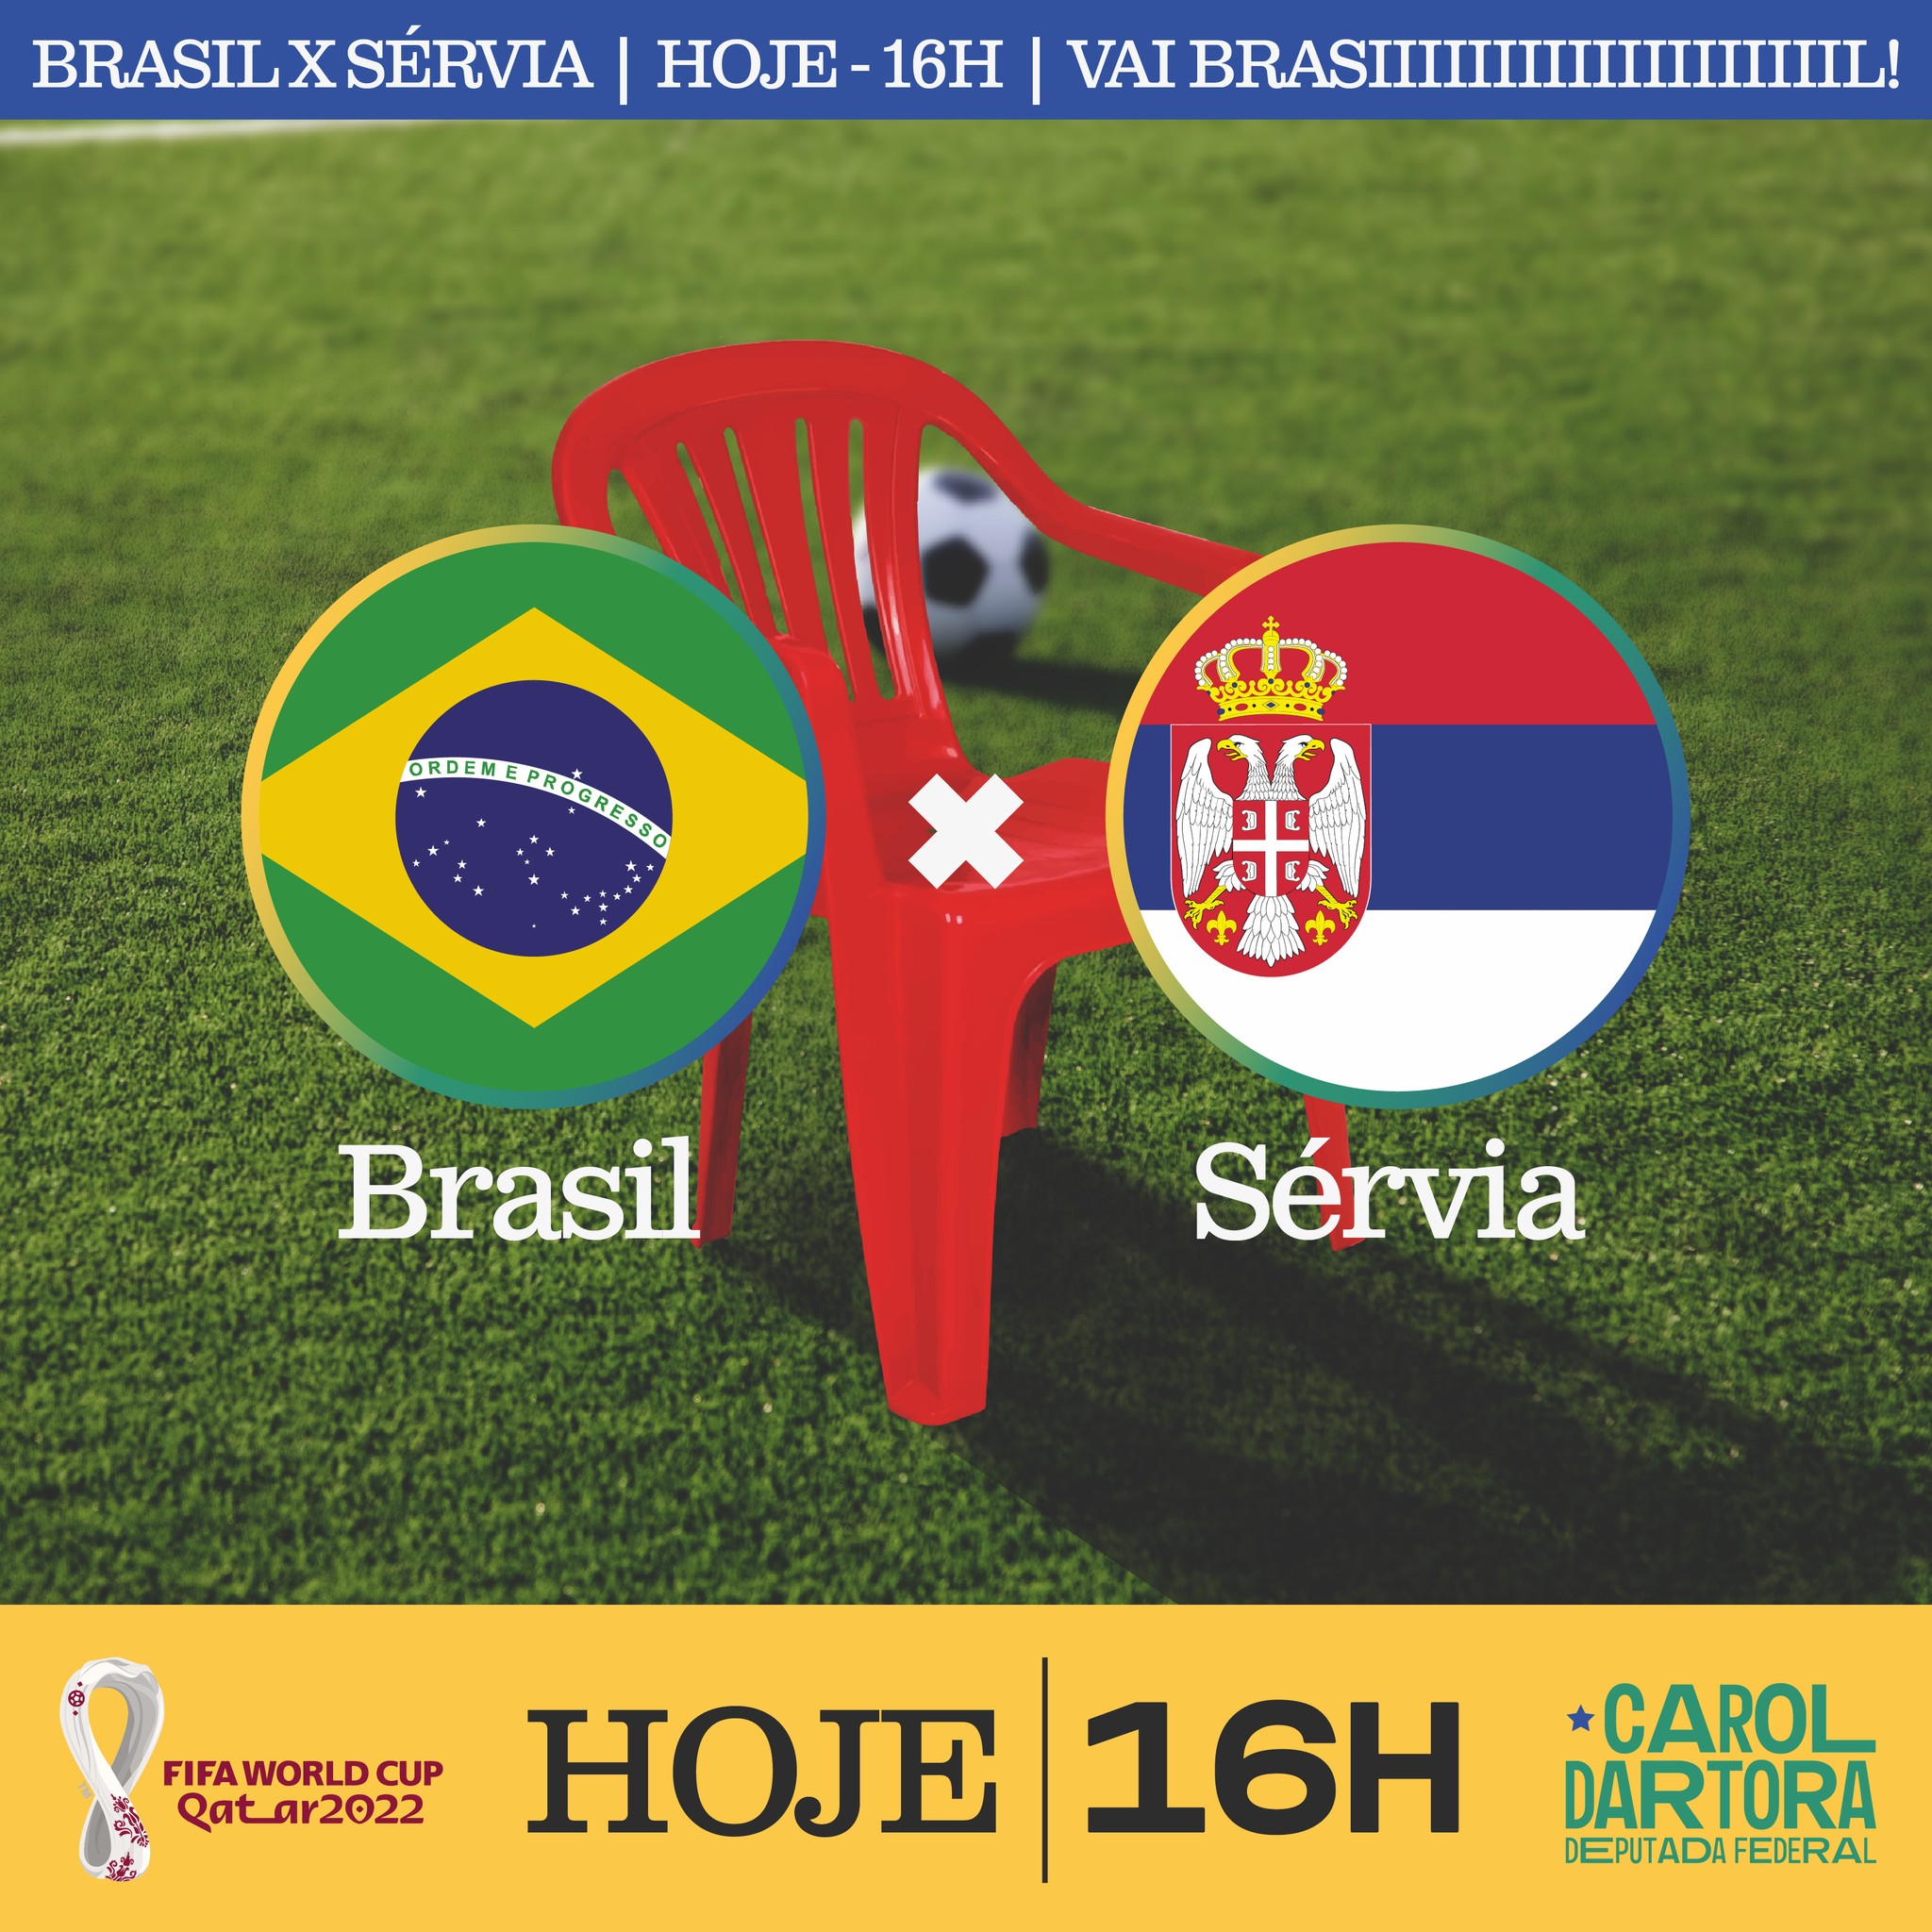 BRASIL X SÉRVIA | HOJE - 16H | VAI BRASIIIIIIIIIIIIIIIIIIIIL!
ORDEM E PROGRESSO
Brasil
Sérvia
FIFA WORLD CUP
Qatar2022
HOJE | 16H
CAROL
DARTORA
DEPUTADA FEDERAL